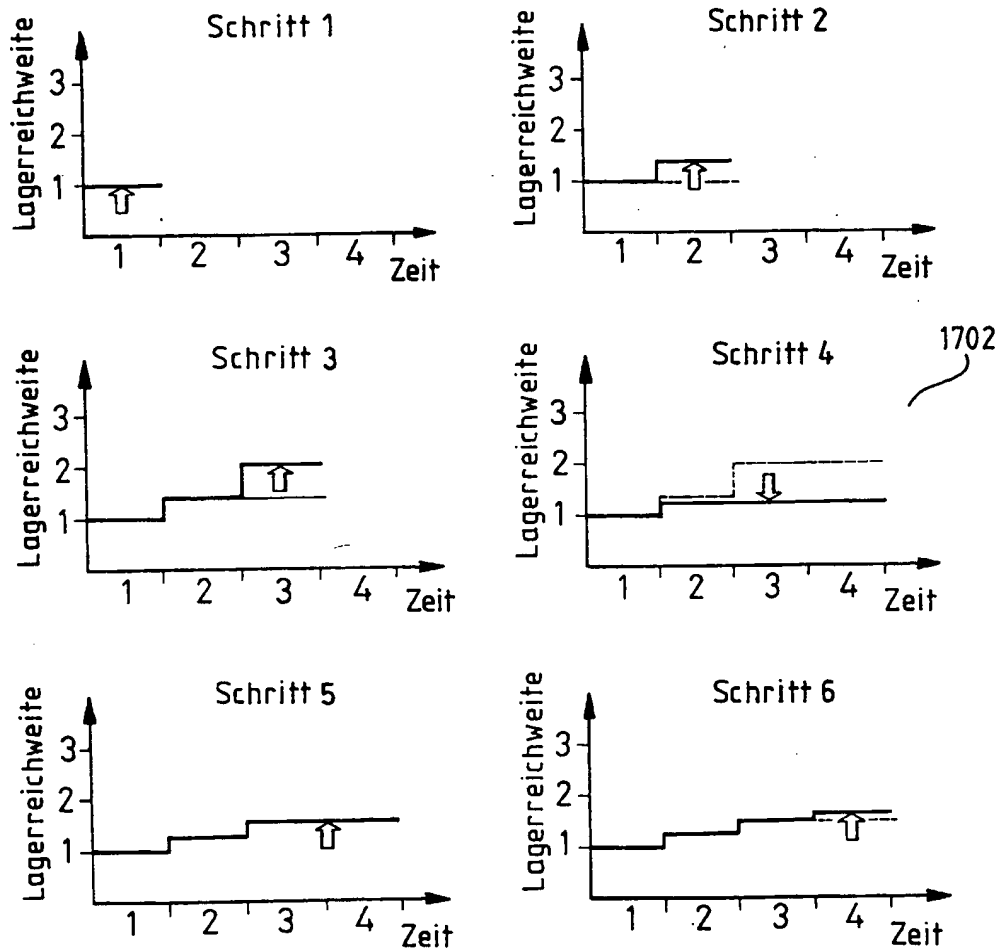 Schritt 1
Lagerreichweite
3
2
1
1 2 3 4
Zeit
Schritt 2
Lagerreichweite
3
2
1
1 2 3 4
Zeit
Schritt 3
Lagerreichweite
3
2
1
1 2 3 4
Zeit
Schritt 4
1702
Lagerreichweite
3
2
1
1 2 3 4
Zeit
Schritt 5
Lagerreichweite
3
2
1
1 2 3 4
Zeit
Schritt 6
Lagerreichweite
3
2
1
1 2 3 4
Zeit